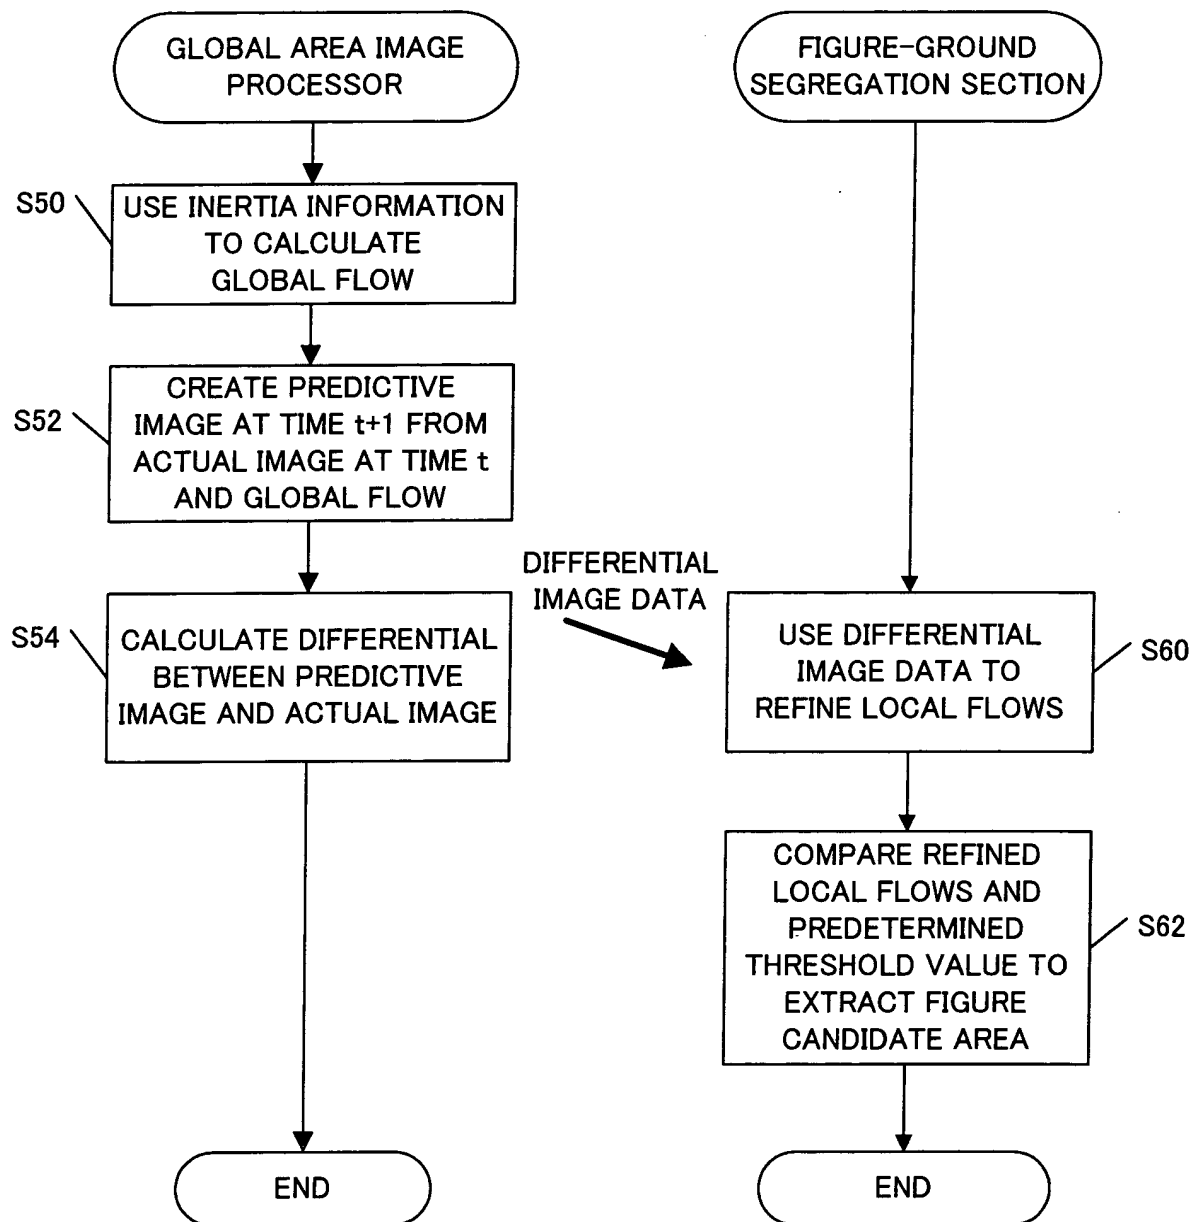 GLOBAL AREA IMAGE
PROCESSOR
S50
USE INERTIA INFORMATION
TO CALCULATE
GLOBAL FLOW
S52
CREATE PREDICTIVE
IMAGE AT TIME t+1 FROM
ACTUAL IMAGE AT TIME t
AND GLOBAL FLOW
S54
CALCULATE DIFFERENTIAL
BETWEEN PREDICTIVE
IMAGE AND ACTUAL IMAGE
END
DIFFERENTIAL
IMAGE DATA
FIGURE-GROUND
SEGREGATION SECTION
USE DIFFERENTIAL
IMAGE DATA TO
REFINE LOCAL FLOWS
S60
COMPARE REFINED
LOCAL FLOWS AND
PREDETERMINED
THRESHOLD VALUE TO
EXTRACT FIGURE
CANDIDATE AREA
S62
END